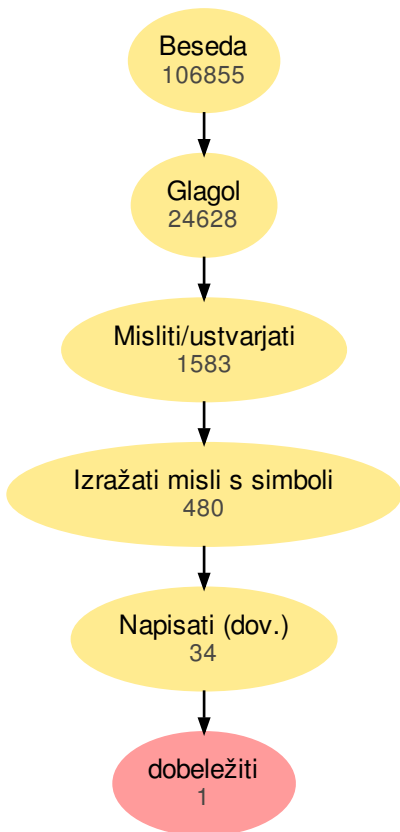 Beseda
106855
Glagol
24628
Misliti/ustvarjati
1583
Izražati misli s simboli
480
Napisati (dov.)
34
dobeležiti
1